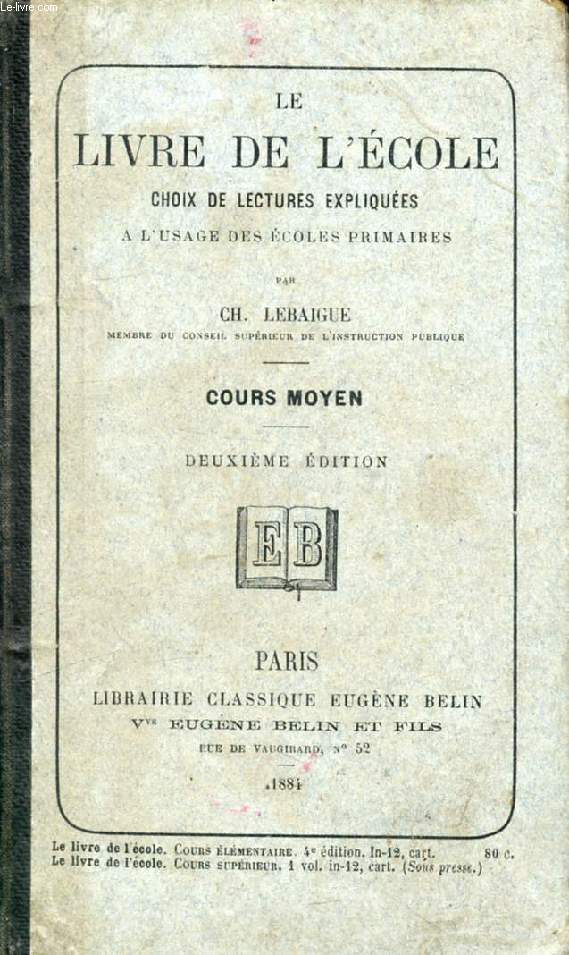 Le-livre.com
LE
LIVRE DE L'ÉCOLE
CHOIX DE LECTURES EXPLIQUÉES
A L'USAGE DES ÉCOLES PRIMAIRES
PAR
CH. LEBAIGUE
MEMBRE DU CONSEIL SUPÉRIEUR DE L'INSTRUCTION PUBLIQUE
COURS MOYEN
DEUXIÈME ÉDITION
EB
PARIS
LIBRAIRIE CLASSIQUE EUGÈNE BELIN
Vve EUGÈNE BELIN ET FILS
RUE DE VAUGIRARD, No 52
1884
Le livre de l'école. COURS ÉLÉMENTAIRE. 4e édition. In-12, cart. 80 c.
Le livre de l'école. COURS SUPÉRIEUR. 1 vol. in-12, cart. (Sous presse.)